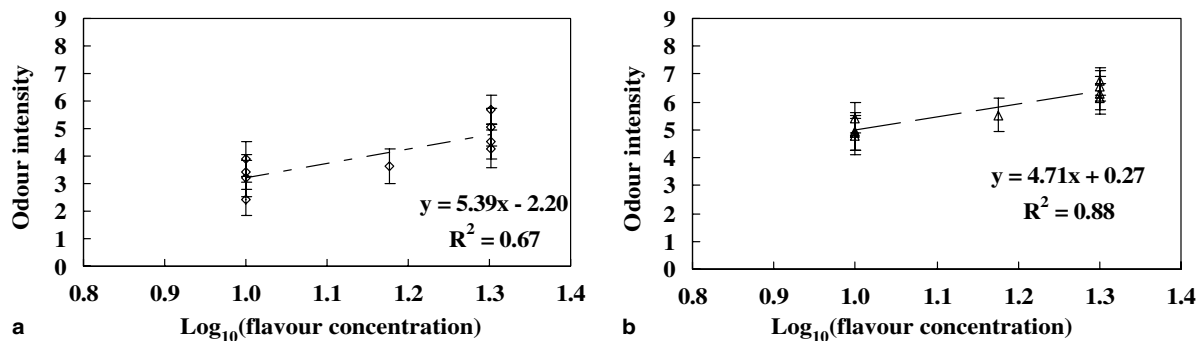 9
8
7
6
5
4
3
2
1
0
Odour intensity
y = 5.39x - 2.20
R² = 0.67
0.8 0.9 1.0 1.1 1.2 1.3 1.4
a Log₁₀(flavour concentration)
9
8
7
6
5
4
3
2
1
0
Odour intensity
y = 4.71x + 0.27
R² = 0.88
0.8 0.9 1.0 1.1 1.2 1.3 1.4
b Log₁₀(flavour concentration)